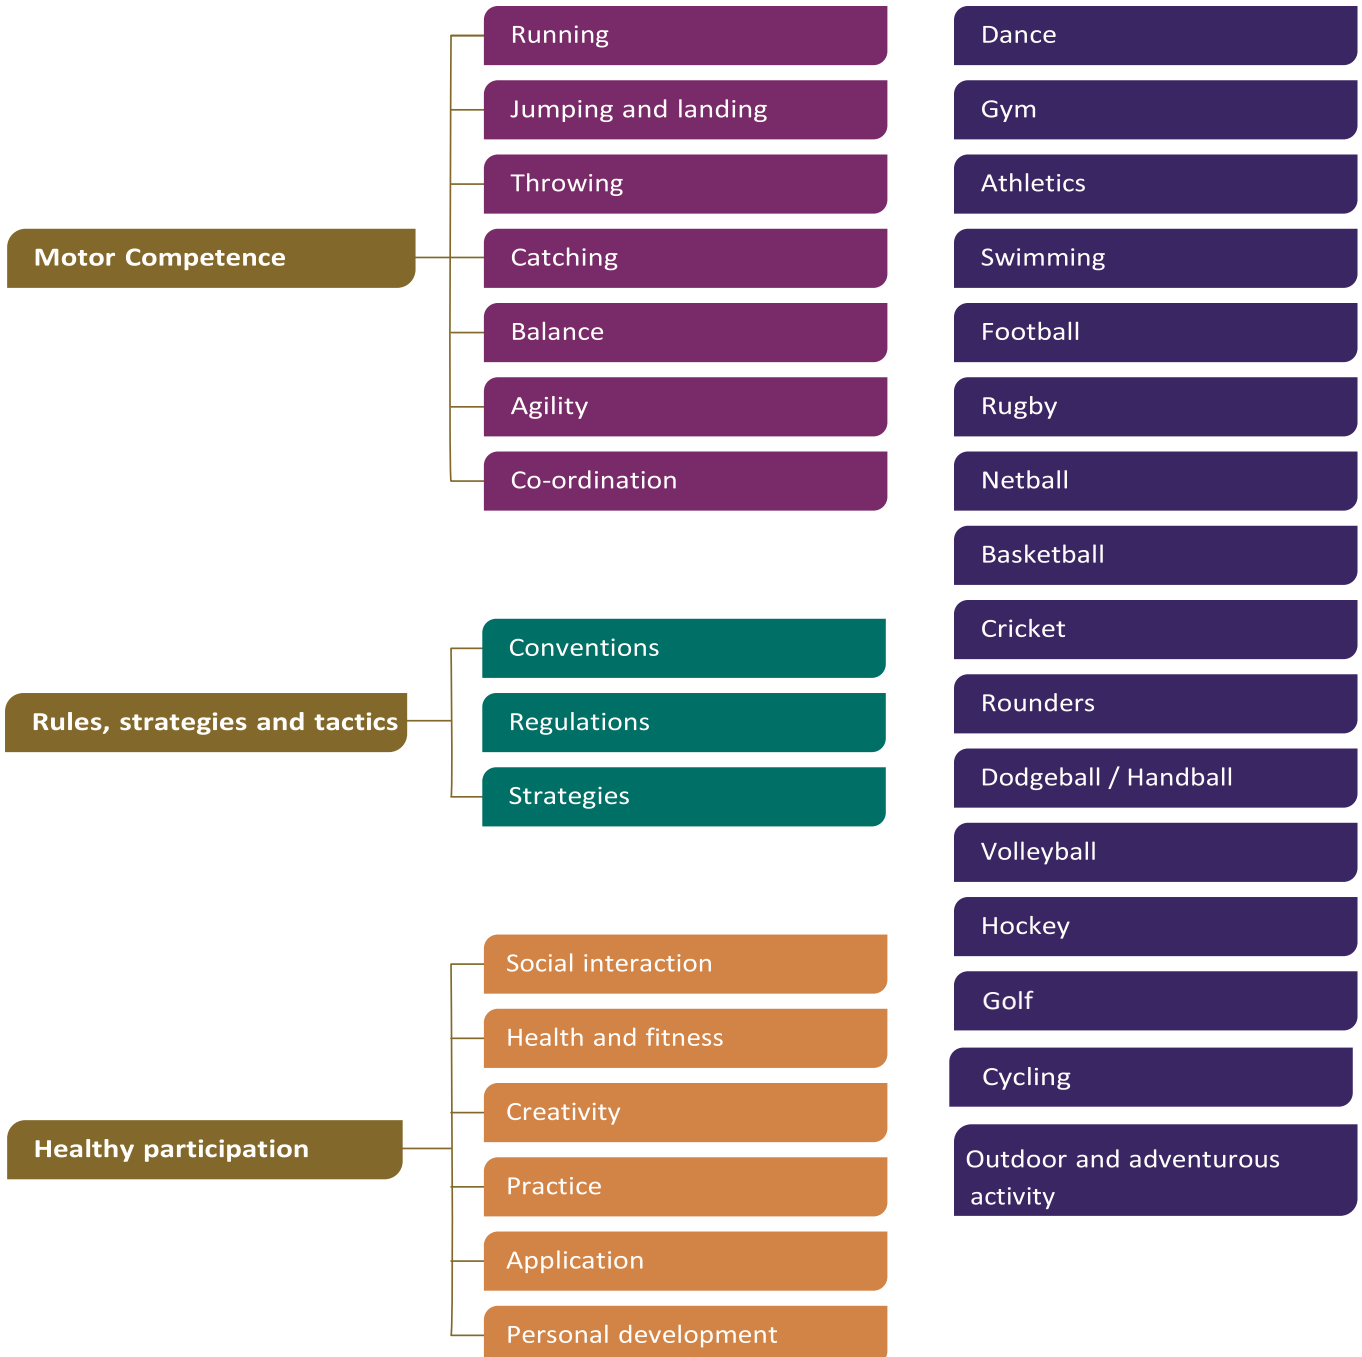 Motor Competence
Running
Jumping and landing
Throwing
Catching
Balance
Agility
Co-ordination
Rules, strategies and tactics
Conventions
Regulations
Strategies
Healthy participation
Social interaction
Health and fitness
Creativity
Practice
Application
Personal development
Dance
Gym
Athletics
Swimming
Football
Rugby
Netball
Basketball
Cricket
Rounders
Dodgeball / Handball
Volleyball
Hockey
Golf
Cycling
Outdoor and adventurous
activity